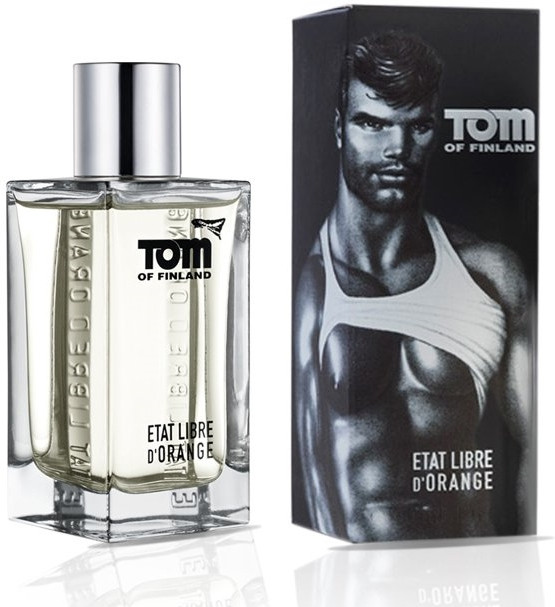 TOM
OF FINLAND
ETAT LIBRE
D'ORANGE
TOM
OF FINLAND
ETAT LIBRE
D'ORANGE